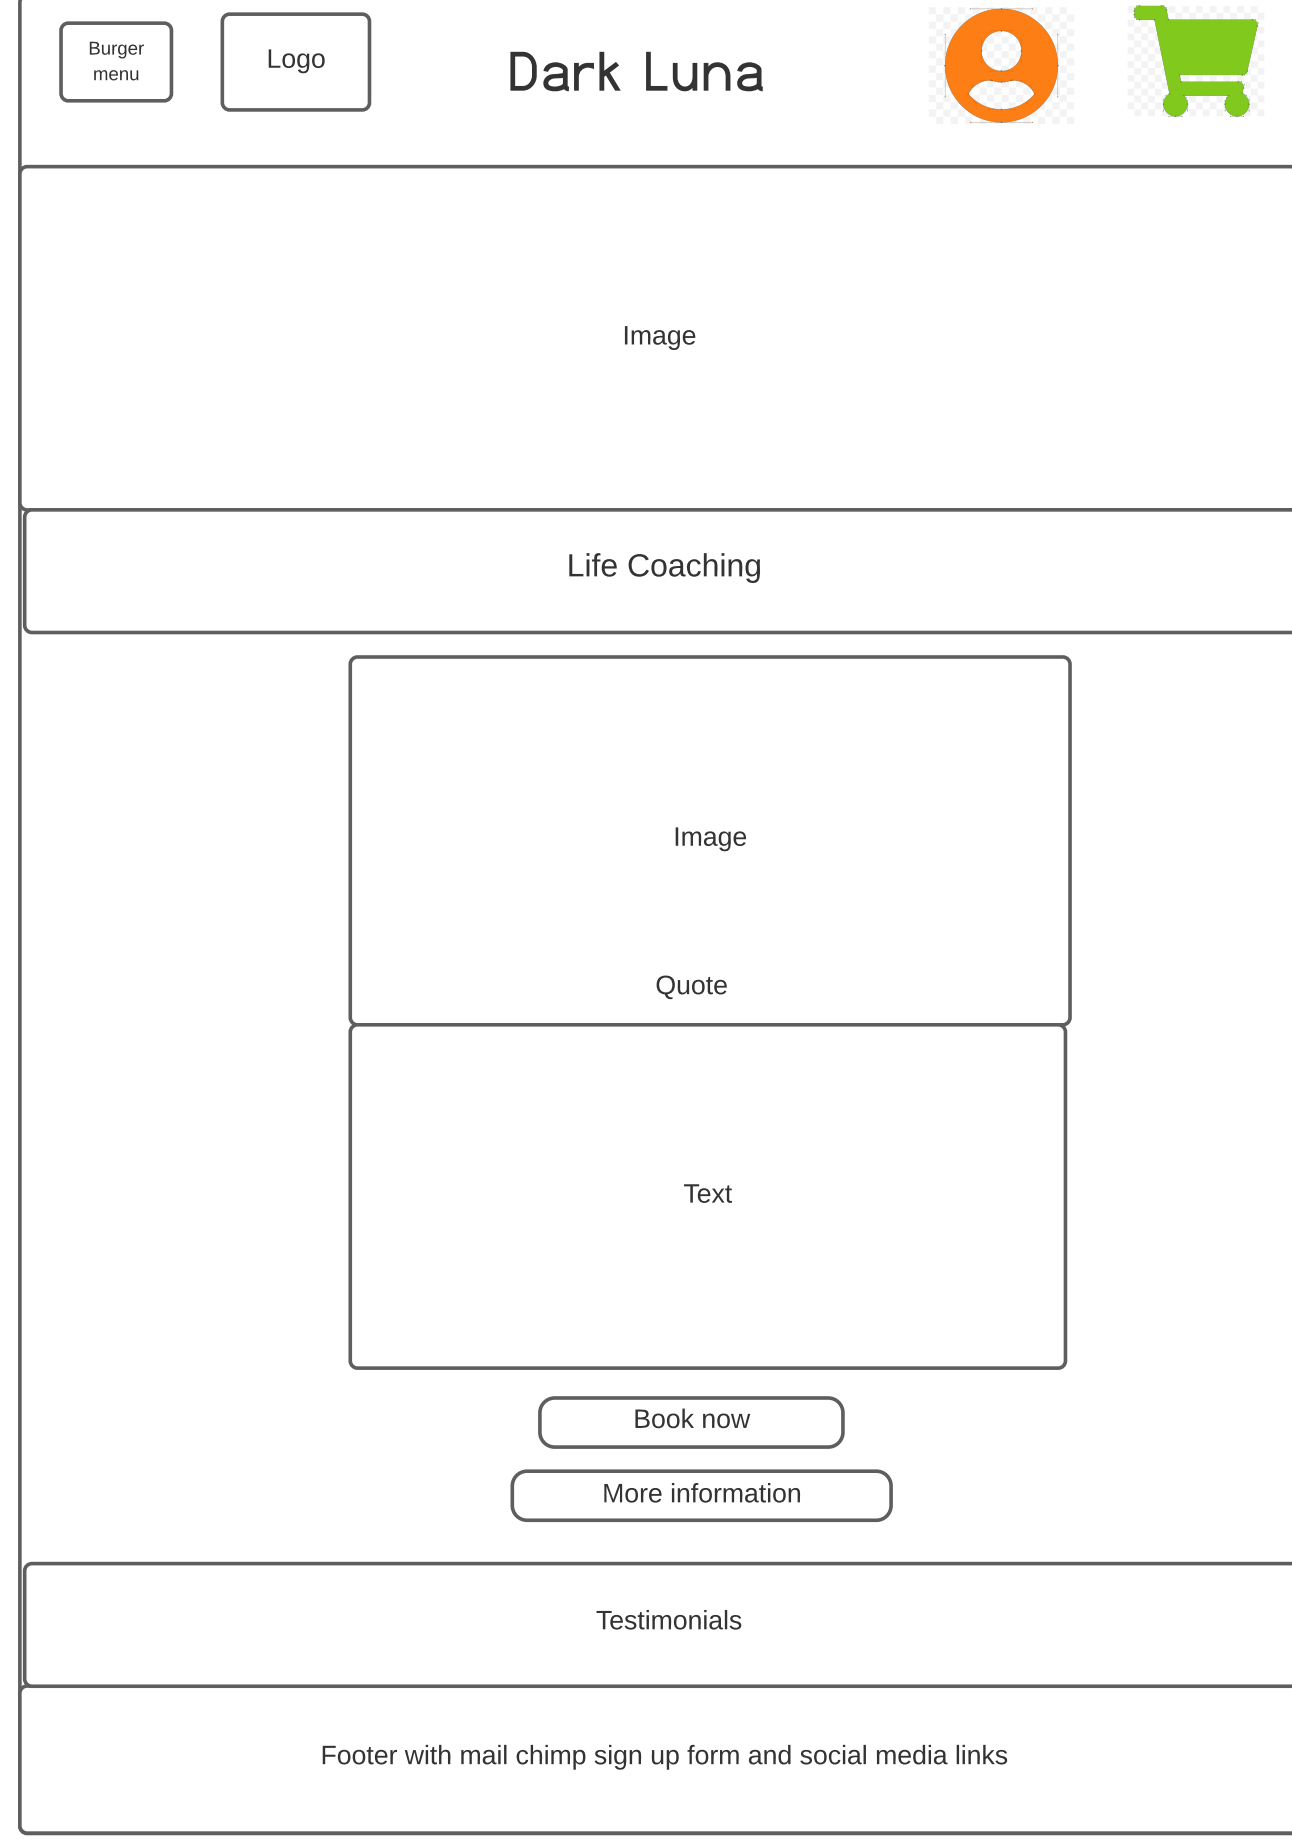 Burger
menu
Logo
Dark Luna
Image
Life Coaching
Image
Quote
Text
Book now
More information
Testimonials
Footer with mail chimp sign up form and social media links